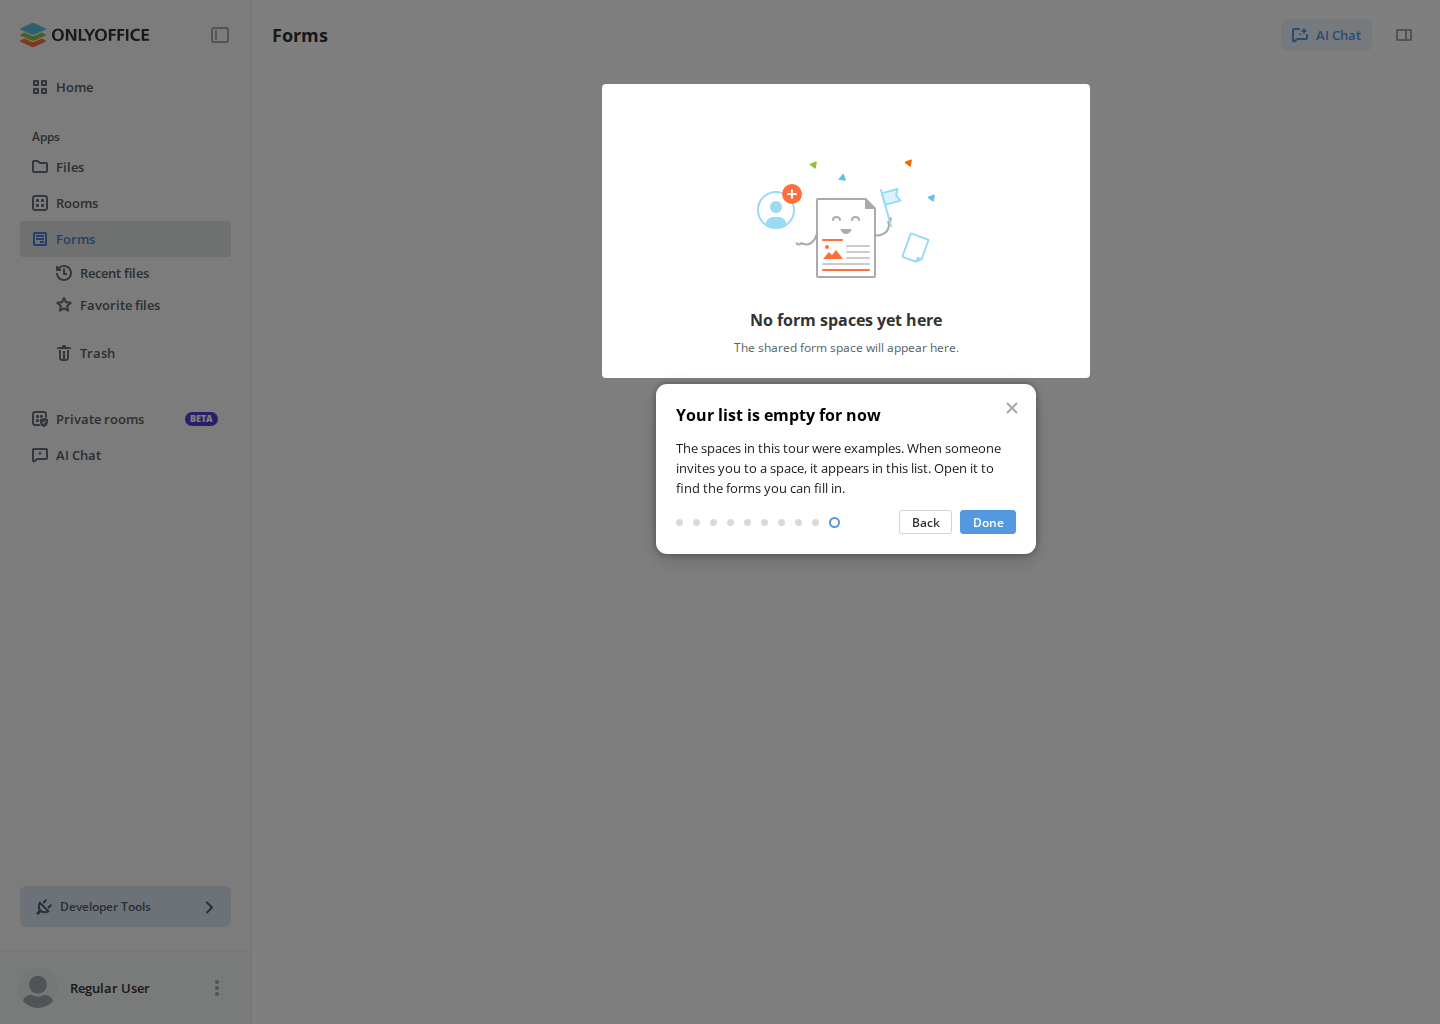 ONLYOFFICE
Forms
AI Chat
Home
Apps
Files
Rooms
Forms
Recent files
Favorite files
Trash
Private rooms
BETA
AI Chat
No form spaces yet here
The shared form space will appear here.
Your list is empty for now
The spaces in this tour were examples. When someone
invites you to a space, it appears in this list. Open it to
find the forms you can fill in.
Back
Done
Developer Tools
Regular User